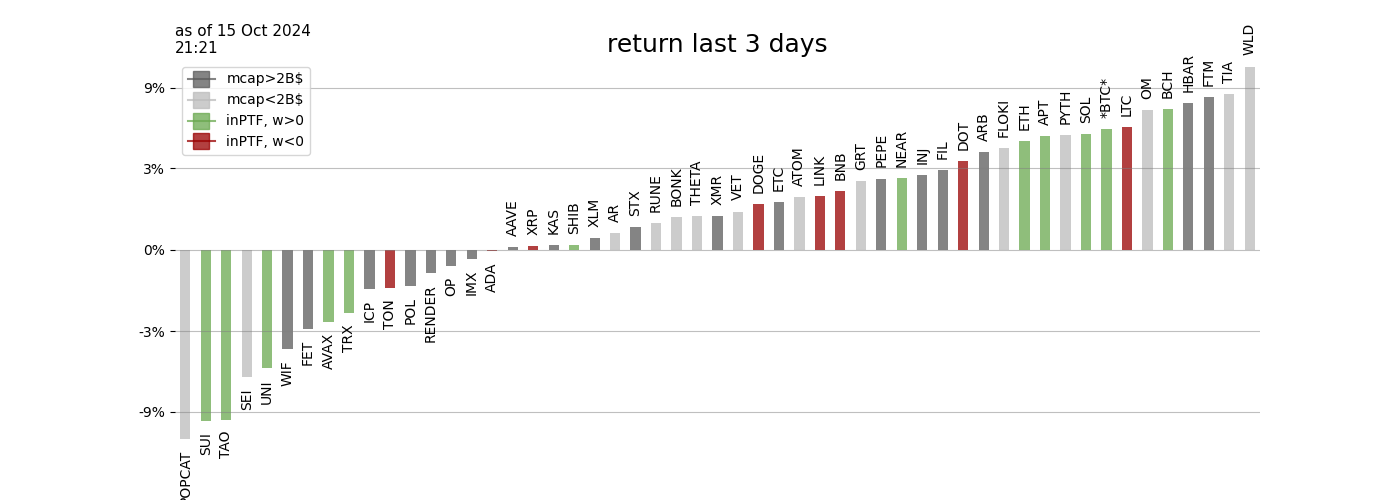 as of 15 Oct 2024
21:21
return last 3 days
mcap>2B$
mcap<2B$
inPTF, w>0
inPTF, w<0
9%
3%
0%
-3%
-9%
OPCAT
SUI
TAO
SEI
UNI
WIF
FET
AVAX
TRX
ICP
TON
POL
RENDER
OP
IMX
ADA
AAVE
XRP
KAS
SHIB
XLM
AR
STX
RUNE
BONK
THETA
XMR
VET
DOGE
ETC
ATOM
LINK
BNB
GRT
PEPE
NEAR
INJ
FIL
DOT
ARB
FLOKI
ETH
APT
PYTH
SOL
*BTC*
LTC
OM
BCH
HBAR
FTM
TIA
WLD